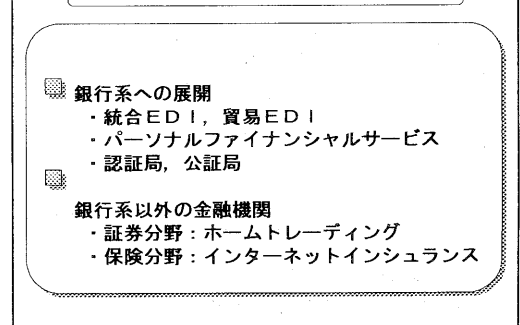 銀行系への展開
・統合ＥＤＩ，貿易ＥＤＩ
・パーソナルファイナンシャルサービス
・認証局，公証局
銀行系以外の金融機関
・証券分野：ホームトレーディング
・保険分野：インターネットインシュランス